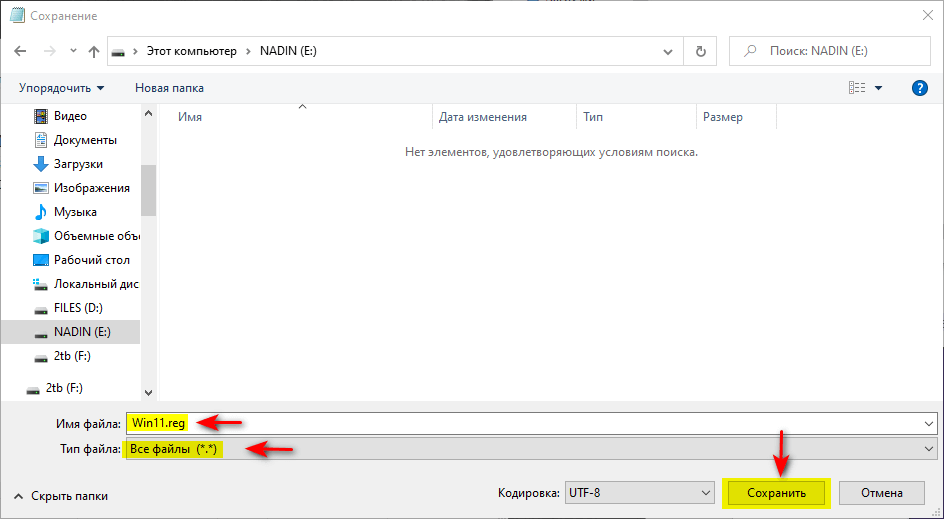 Сохранение
Этот компьютер > NADIN (E:)
Поиск: NADIN (E:)
Упорядочить
Новая папка
?
Имя
Дата изменения
Тип
Размер
Нет элементов, удовлетворяющих условиям поиска.
Видео
Документы
Загрузки
Изображения
Музыка
Объемные объ
Рабочий стол
Локальный дис
FILES (D:)
NADIN (E:)
2tb (F:)
2tb (F:)
Имя файла: Win11.reg
Тип файла: Все файлы (*.*)
Скрыть папки
Кодировка: UTF-8
Сохранить
Отмена